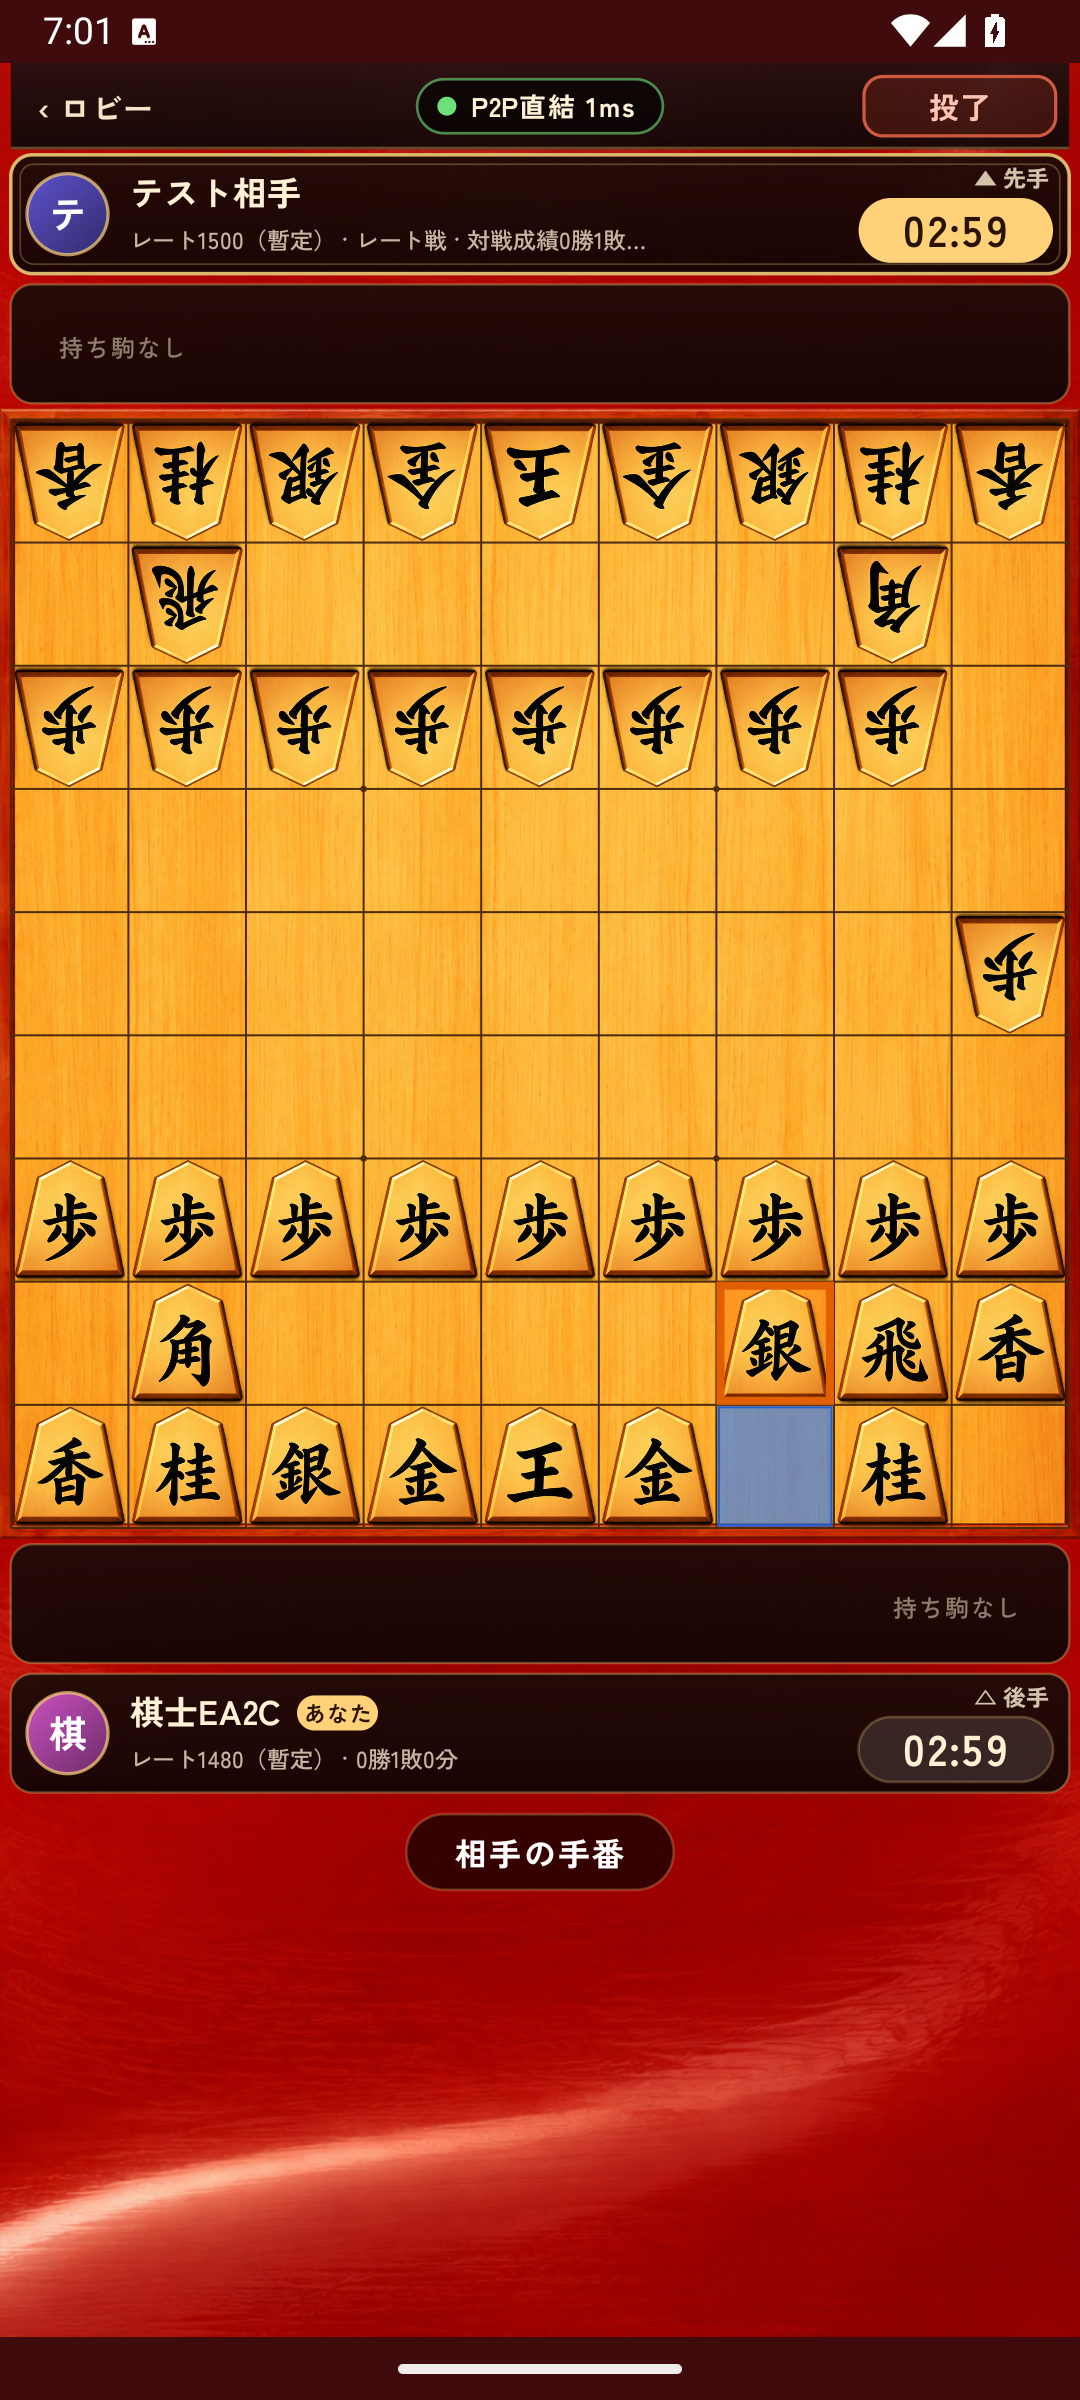 7:01 A
‹ ロビー
P2P直結 1ms
投了
テ
テスト相手
レート1500（暫定）· レート戦 · 対戦成績0勝1敗…
▲ 先手
02:59
持ち駒なし
香 桂 銀 金 玉 金 銀 桂 香
飛 角
歩 歩 歩 歩 歩 歩 歩 歩
歩
歩 歩 歩 歩 歩 歩 歩 歩 歩
角 銀 飛 香
香 桂 銀 金 王 金 桂
持ち駒なし
棋
棋士EA2C あなた
レート1480（暫定）· 0勝1敗0分
△ 後手
02:59
相手の手番